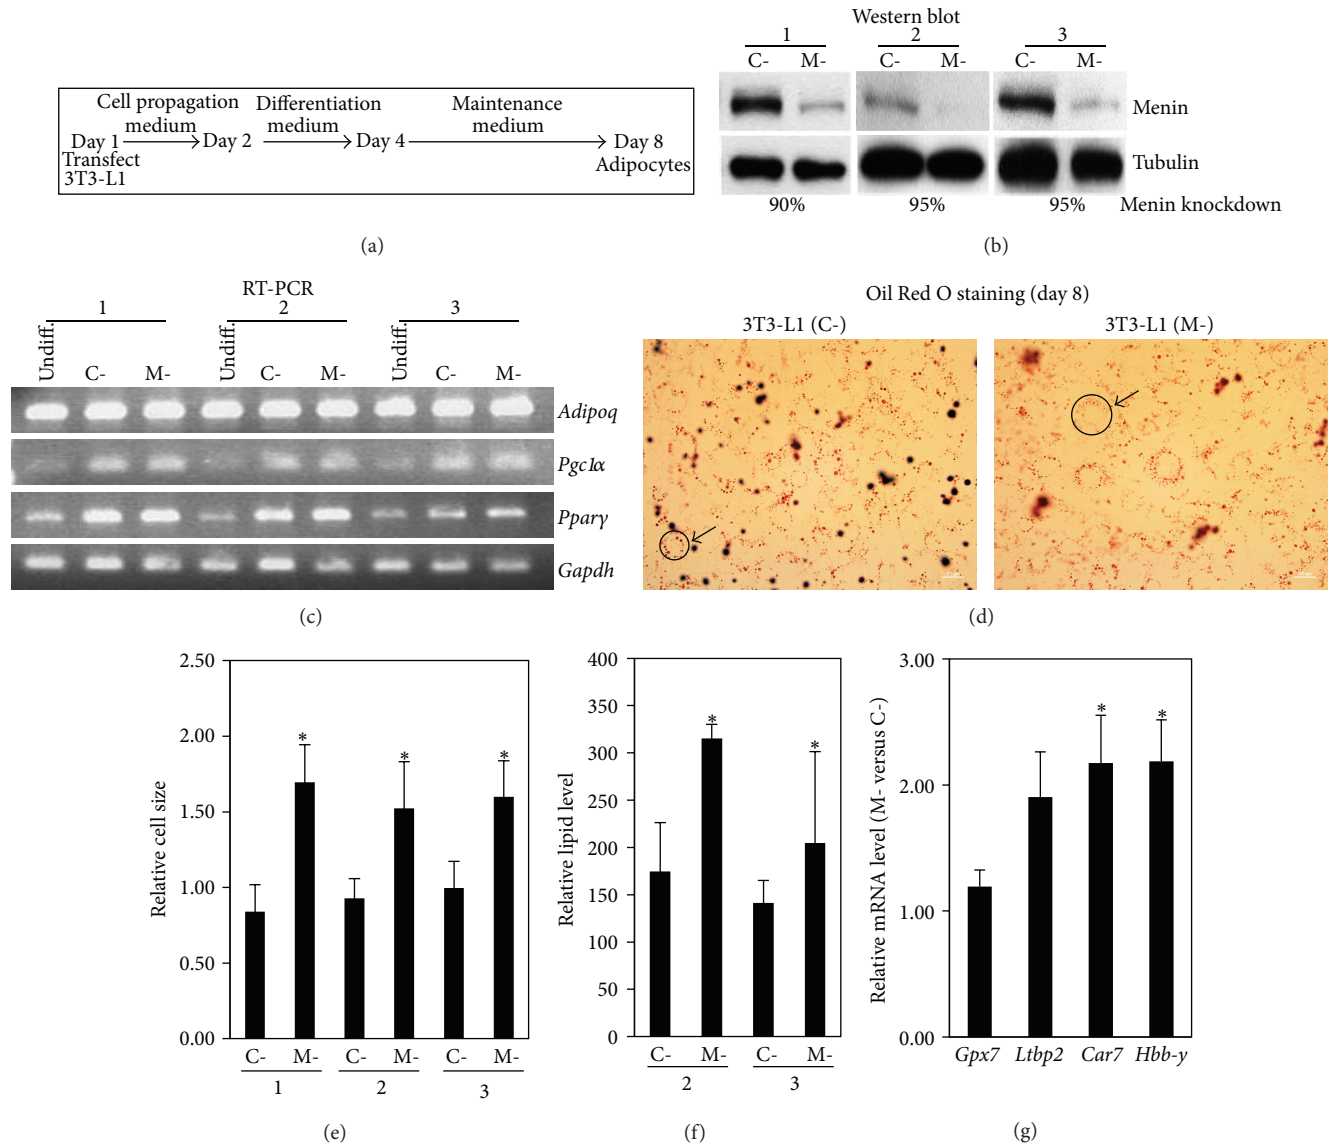 Cell propagation medium
Differentiation medium
Maintenance medium
Day 1
Day 2
Day 4
Day 8
Transfect
3T3-L1
Adipocytes
(a)
Western blot
1 2 3
C- M- C- M- C- M-
Menin
Tubulin
90% 95% 95% Menin knockdown
(b)
RT-PCR
1 2 3
Undiff. C- M- Undiff. C- M- Undiff. C- M-
Adipoq
Pgc1α
Pparγ
Gapdh
(c)
Oil Red O staining (day 8)
3T3-L1 (C-) 3T3-L1 (M-)
(d)
Relative cell size
2.50
2.00
1.50
1.00
0.50
0.00
* * *
C- M- C- M- C- M-
1 2 3
(e)
Relative lipid level
400
350
300
250
200
150
100
50
0
* *
C- M- C- M-
2 3
(f)
Relative mRNA level (M- versus C-)
3.00
2.00
1.00
0.00
* *
Gpx7 Ltbp2 Car7 Hbb-y
(g)